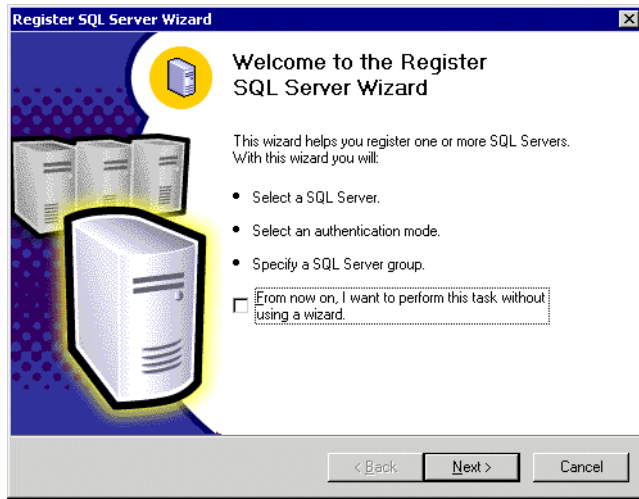 Register SQL Server Wizard
Welcome to the Register
SQL Server Wizard
This wizard helps you register one or more SQL Servers.
With this wizard you will:
• Select a SQL Server.
• Select an authentication mode.
• Specify a SQL Server group.
From now on, I want to perform this task without
using a wizard.
< Back Next > Cancel